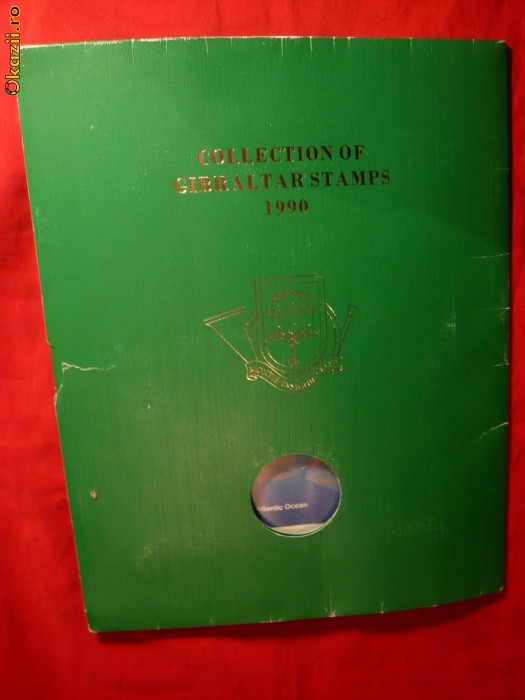 Okazii.ro
COLLECTION OF
GIBRALTAR STAMPS
1990
tlantic Ocean